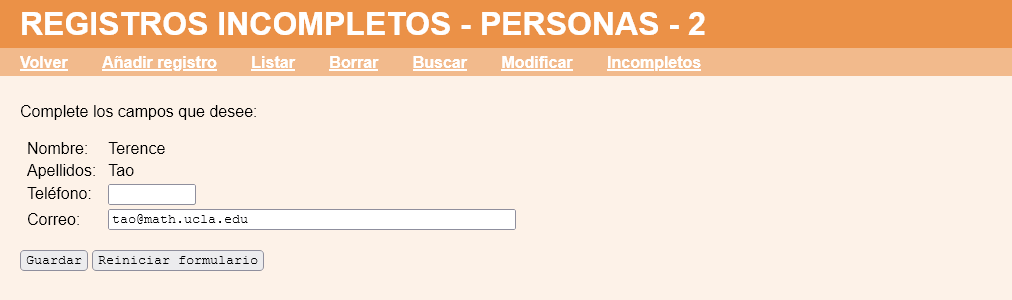 REGISTROS INCOMPLETOS - PERSONAS - 2
Volver Añadir registro Listar Borrar Buscar Modificar Incompletos
Complete los campos que desee:
Nombre: Terence
Apellidos: Tao
Teléfono:
Correo: tao@math.ucla.edu
Guardar Reiniciar formulario